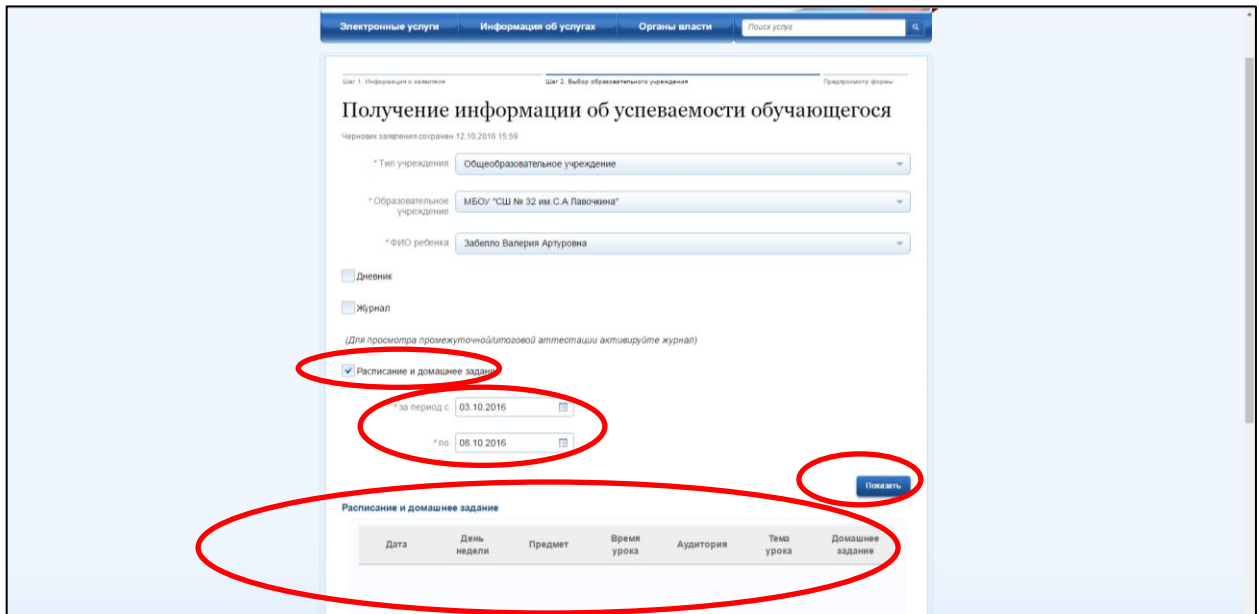 Электронные услуги Информация об услугах Органы власти Поиск услуг
Шаг 1. Информация о заявителе Шаг 2. Выбор образовательного учреждения Предпросмотр формы
Получение информации об успеваемости обучающегося
Черновик заявления сохранен 12.10.2016 15:59
*Тип учреждения Общеобразовательное учреждение
*Образовательное учреждение МБОУ "СШ № 32 им.С.А.Лавочкина"
*ФИО ребенка Забелло Валерия Артуровна
Дневник
Журнал
(Для просмотра промежуточной/итоговой аттестации активируйте журнал)
Расписание и домашнее задание
*за период с 03.10.2016
*по 08.10.2016
Показать
Расписание и домашнее задание
Дата День недели Предмет Время урока Аудитория Тема урока Домашнее задание